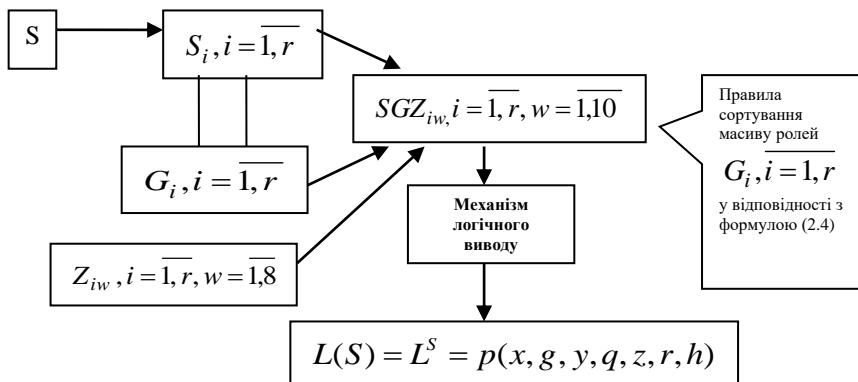 S
S_i, i = \overline{1, r}
SGZ_{iw,} i = \overline{1, r}, w = \overline{1,10}
Правила
сортування
масиву ролей
G_i, \overline{i = 1, r}
у відповідності з
формулою (2.4)
G_i, i = \overline{1, r}
Механізм
логічного
виводу
Z_{iw}, i = \overline{1, r}, w = \overline{1,8}
L(S) = L^S = p(x, g, y, q, z, r, h)